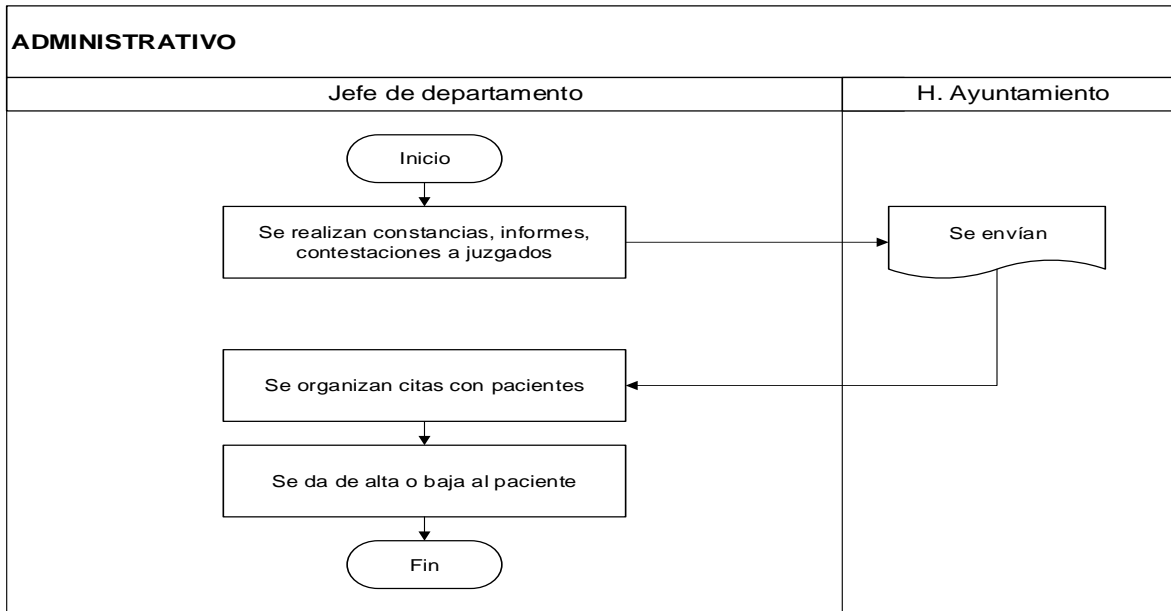 ADMINISTRATIVO
Jefe de departamento
H. Ayuntamiento
Inicio
Se realizan constancias, informes,
contestaciones a juzgados
Se envían
Se organizan citas con pacientes
Se da de alta o baja al paciente
Fin